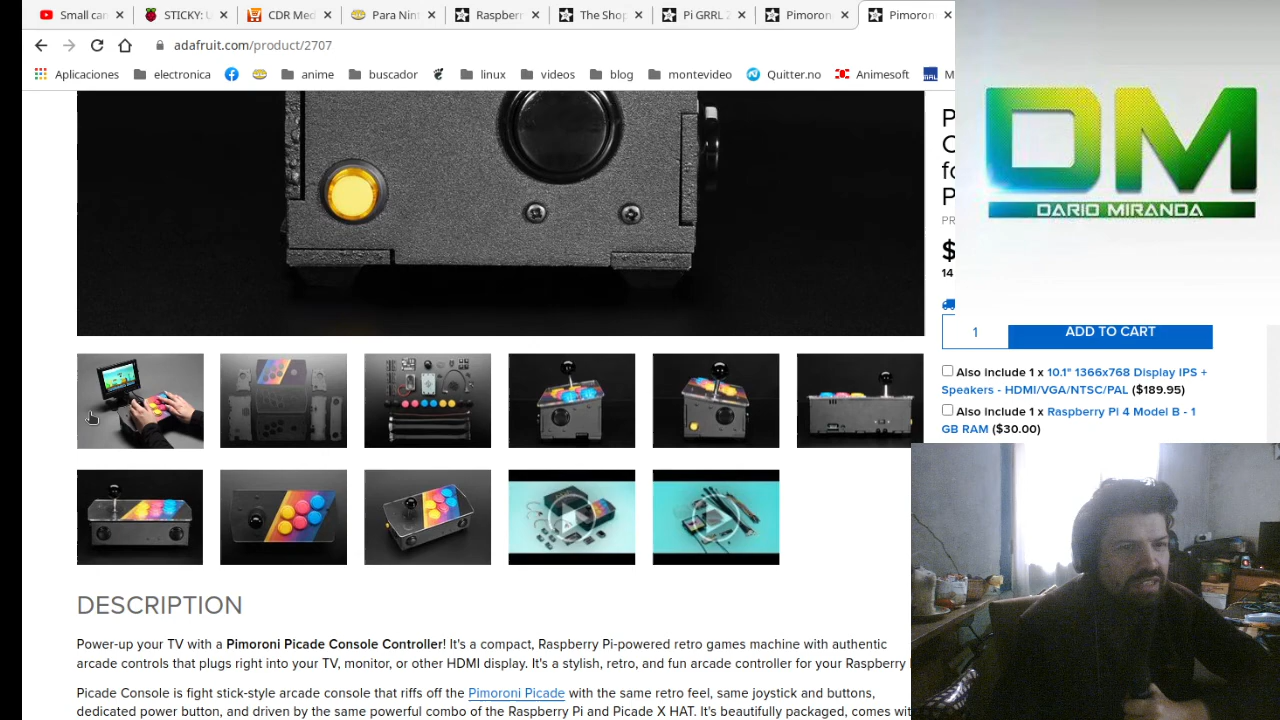 Small can
STICKY: U
CDR Med
Para Nin
Raspberr
The Shop
Pi GRRL Z
Pimoron
Pimoron
adafruit.com/product/2707
Aplicaciones
electronica
anime
buscador
linux
videos
blog
montevideo
Quitter.no
Animesoft
MAL
M
P
C
fo
P
PR
$
14
DM
DARIO MIRANDA
1
ADD TO CART
Also include 1 x 10.1" 1366x768 Display IPS +
Speakers - HDMI/VGA/NTSC/PAL ($189.95)
Also include 1 x Raspberry Pi 4 Model B - 1
GB RAM ($30.00)
DESCRIPTION
Power-up your TV with a Pimoroni Picade Console Controller! It's a compact, Raspberry Pi-powered retro games machine with authentic
arcade controls that plugs right into your TV, monitor, or other HDMI display. It's a stylish, retro, and fun arcade controller for your Raspberry
Picade Console is fight stick-style arcade console that riffs off the Pimoroni Picade with the same retro feel, same joystick and buttons,
dedicated power button, and driven by the same powerful combo of the Raspberry Pi and Picade X HAT. It's beautifully packaged, comes wit